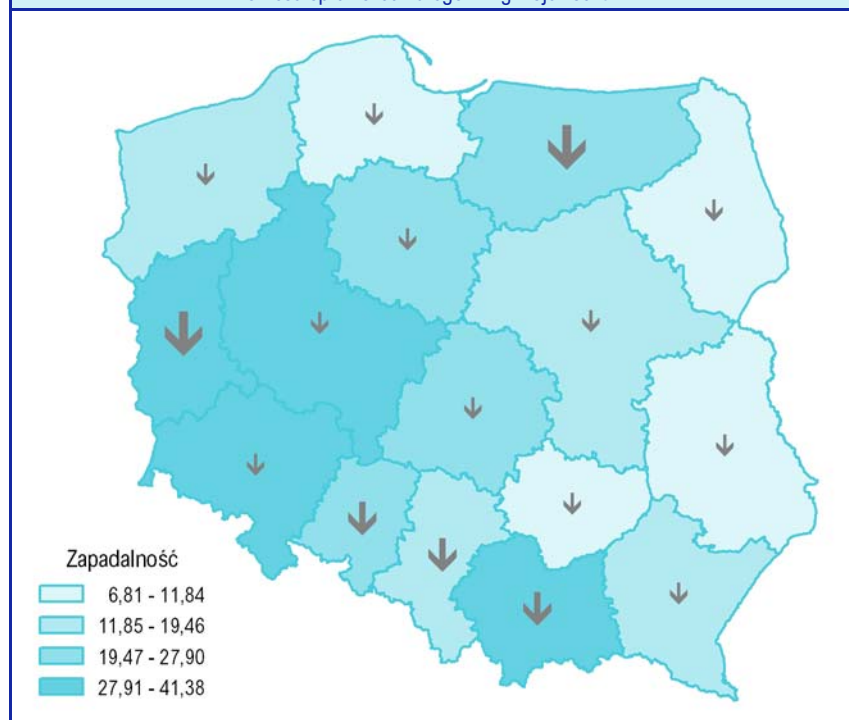 Zapadalność
6,81 - 11,84
11,85 - 19,46
19,47 - 27,90
27,91 - 41,38